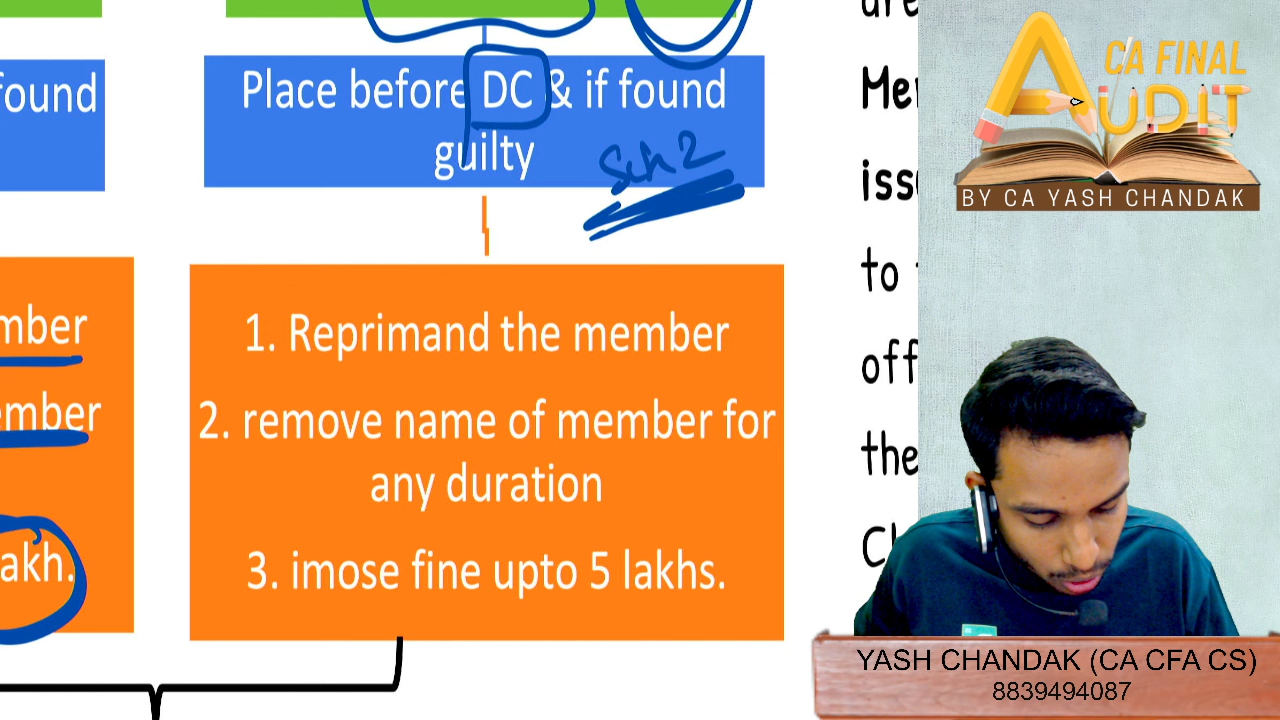 found
Place before DC & if found
guilty
Sch 2
mber
ember
akh.
1. Reprimand the member
2. remove name of member for
any duration
3. imose fine upto 5 lakhs.
are
Me
iss
to
off
the
CA FINAL
AUDIT
BY CA YASH CHANDAK
YASH CHANDAK (CA CFA CS)
8839494087